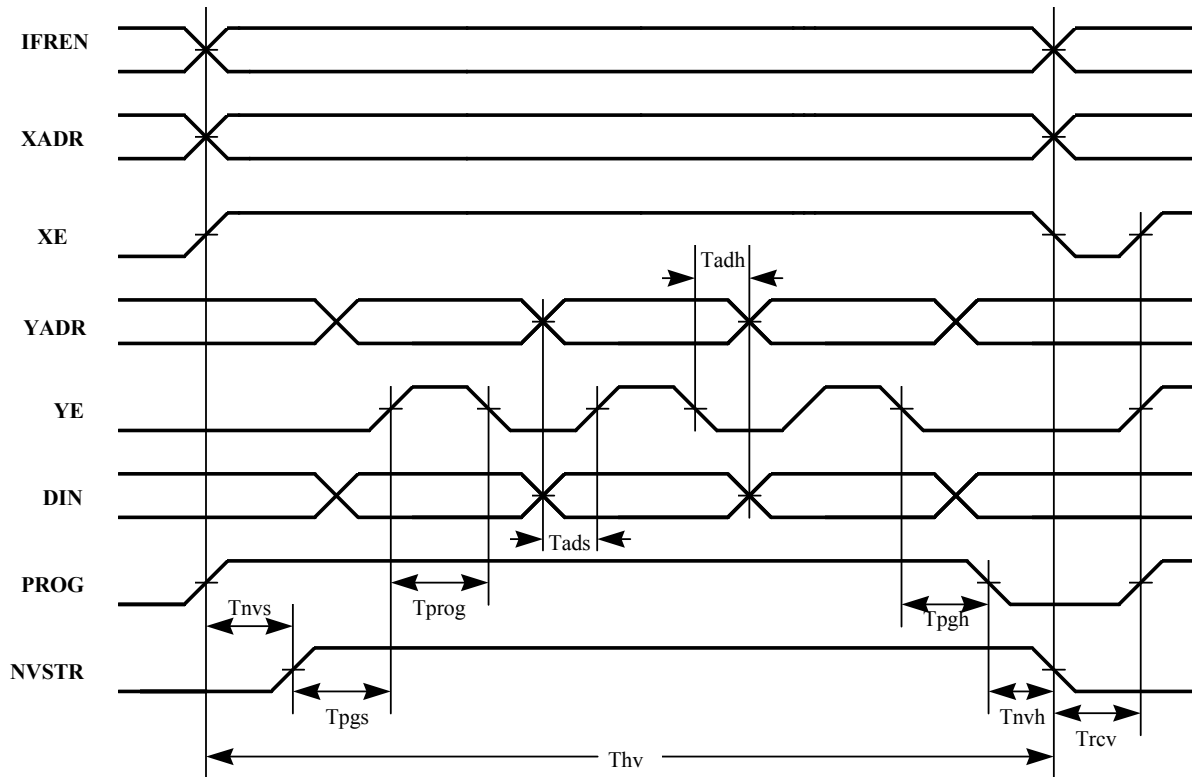 IFREN
XADR
XE
Tadh
YADR
YE
DIN
Tads
PROG
Tnvs
Tprog
Tpgh
NVSTR
Tpgs
Tnvh
Trcv
Thv